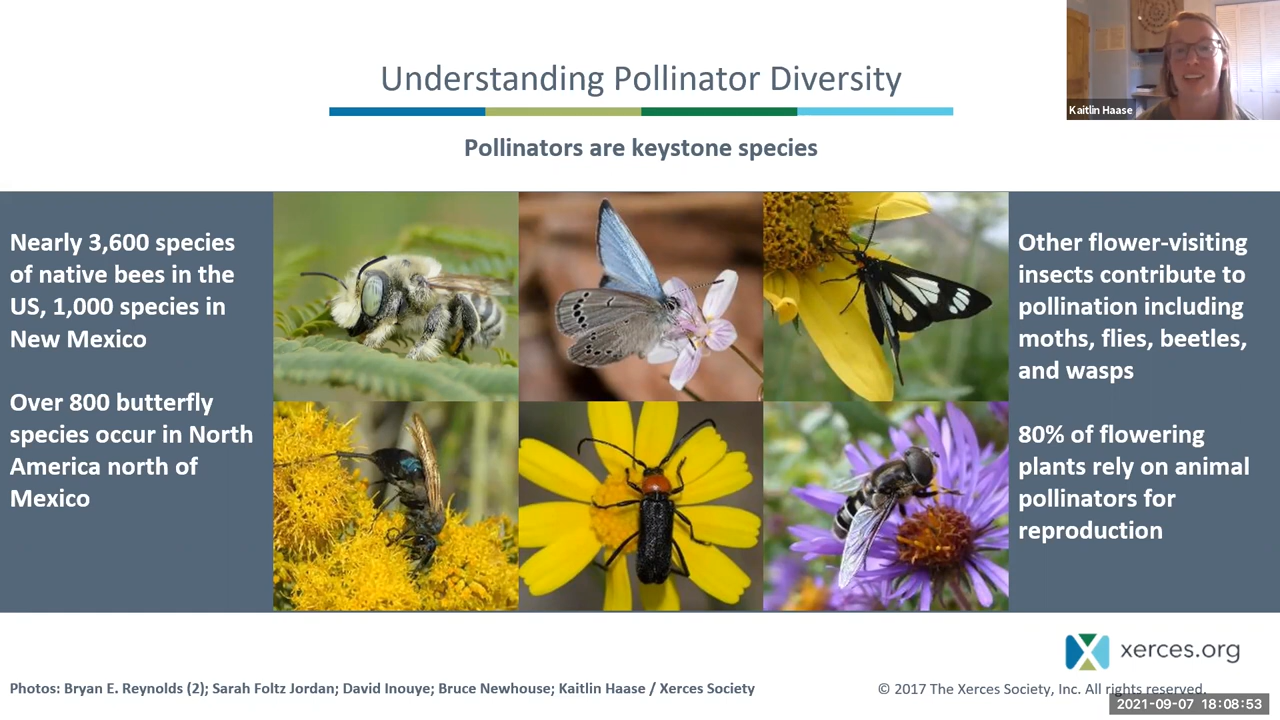 Understanding Pollinator Diversity
Kaitlin Haase
Pollinators are keystone species
Nearly 3,600 species
of native bees in the
US, 1,000 species in
New Mexico
Over 800 butterfly
species occur in North
America north of
Mexico
Other flower-visiting
insects contribute to
pollination including
moths, flies, beetles,
and wasps
80% of flowering
plants rely on animal
pollinators for
reproduction
xerces.org
Photos: Bryan E. Reynolds (2); Sarah Foltz Jordan; David Inouye; Bruce Newhouse; Kaitlin Haase / Xerces Society
© 2017 The Xerces Society, Inc. All rights reserved.
2021-09-07 18:08:53